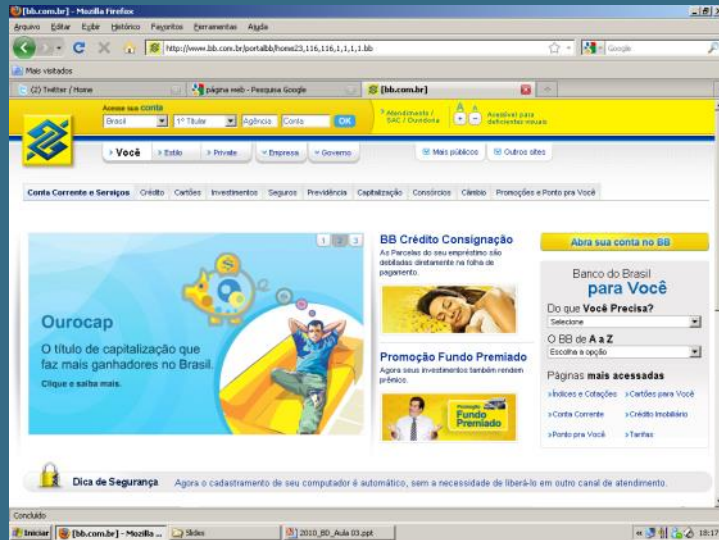 [bb.com.br] - Mozilla Firefox
Arquivo Editar Exibir Histórico Favoritos Ferramentas Ajuda
http://www.bb.com.br/portalbb/home23,116,116,1,1,1,1.bb
Google
Mais visitados
(2) Twitter / Home
página web - Pesquisa Google
[bb.com.br]
Acesse sua conta
Brasil 1º Titular Agência Conta OK
Atendimento / SAC / Ouvidoria
A A
+ -
Acessível para deficientes visuais
Você Estilo Private Empresa Governo Mais públicos Outros sites
Conta Corrente e Serviços Crédito Cartões Investimentos Seguros Previdência Capitalização Consórcios Câmbio Promoções e Ponto pra Você
1 2 3
Ourocap
O título de capitalização que
faz mais ganhadores no Brasil.
Clique e saiba mais.
BB Crédito Consignação
As Parcelas do seu empréstimo são
debitadas diretamente na folha de
pagamento.
Promoção Fundo Premiado
Agora seus investimentos também rendem
prêmios.
Promoção
Fundo
Premiado
Abra sua conta no BB
Banco do Brasil
para Você
Do que Você Precisa?
Selecione
O BB de A a Z
Escolha a opção
Páginas mais acessadas
Índices e Cotações Cartões para Você
Conta Corrente Crédito Imobiliário
Ponto pra Você Tarifas
Dica de Segurança Agora o cadastramento de seu computador é automático, sem a necessidade de liberá-lo em outro canal de atendimento.
Concluído
Iniciar [bb.com.br] - Mozilla ... Slides 2010_BD_Aula 03.ppt 18:17